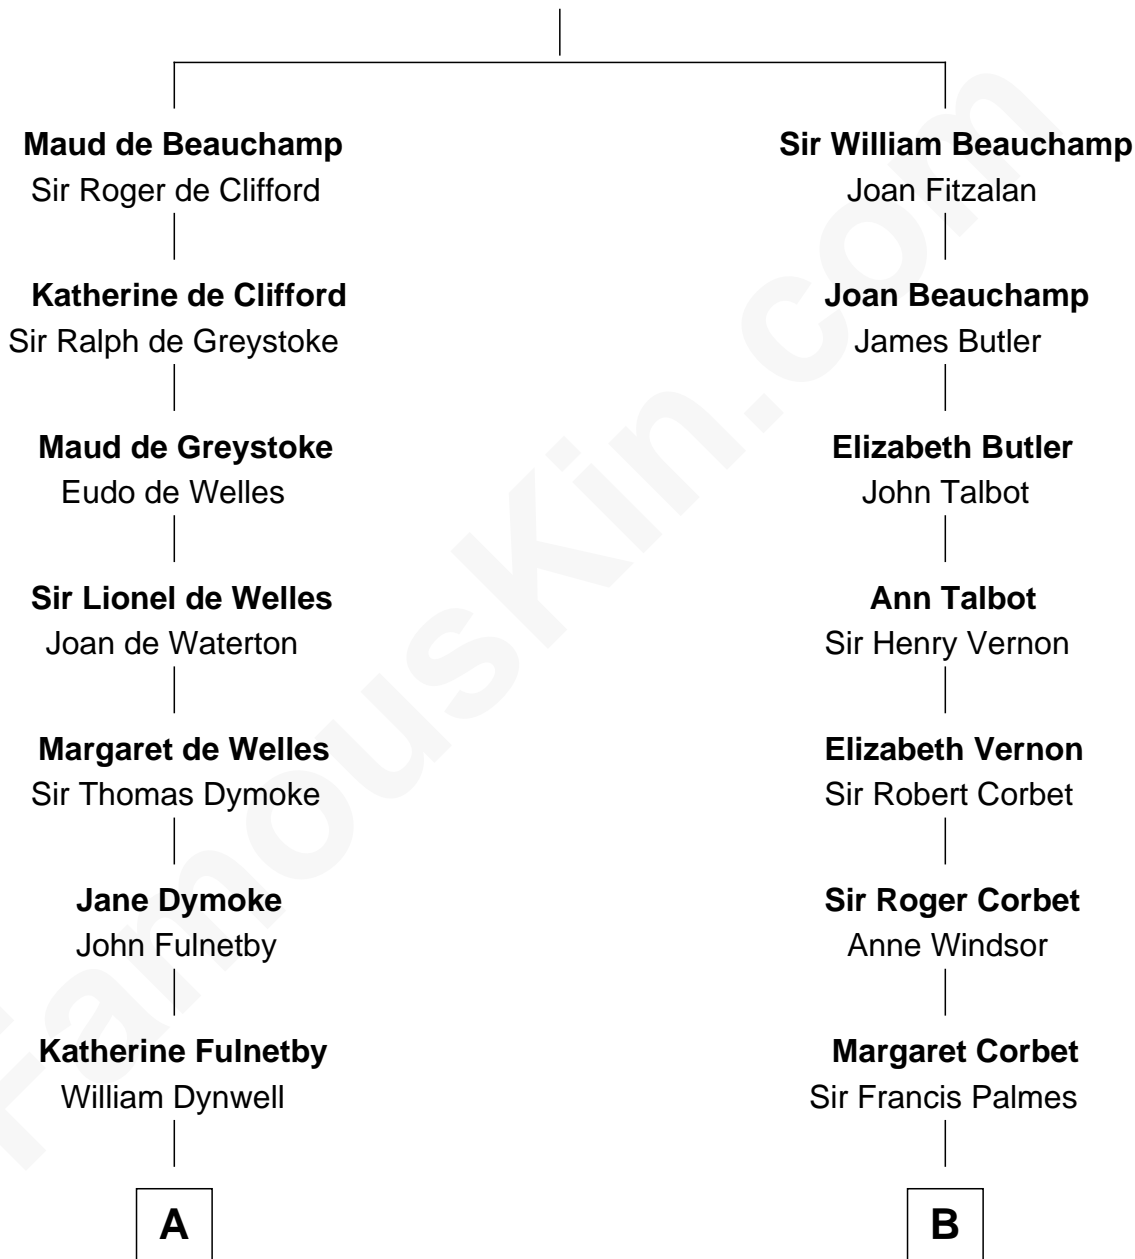 Maud de Beauchamp
Sir Roger de Clifford
Katherine de Clifford
Sir Ralph de Greystoke
Maud de Greystoke
Eudo de Welles
Sir Lionel de Welles
Joan de Waterton
Margaret de Welles
Sir Thomas Dymoke
Jane Dymoke
John Fulnetby
Katherine Fulnetby
William Dynwell
A
Sir William Beauchamp
Joan Fitzalan
Joan Beauchamp
James Butler
Elizabeth Butler
John Talbot
Ann Talbot
Sir Henry Vernon
Elizabeth Vernon
Sir Robert Corbet
Sir Roger Corbet
Anne Windsor
Margaret Corbet
Sir Francis Palmes
B
FamousKin.com